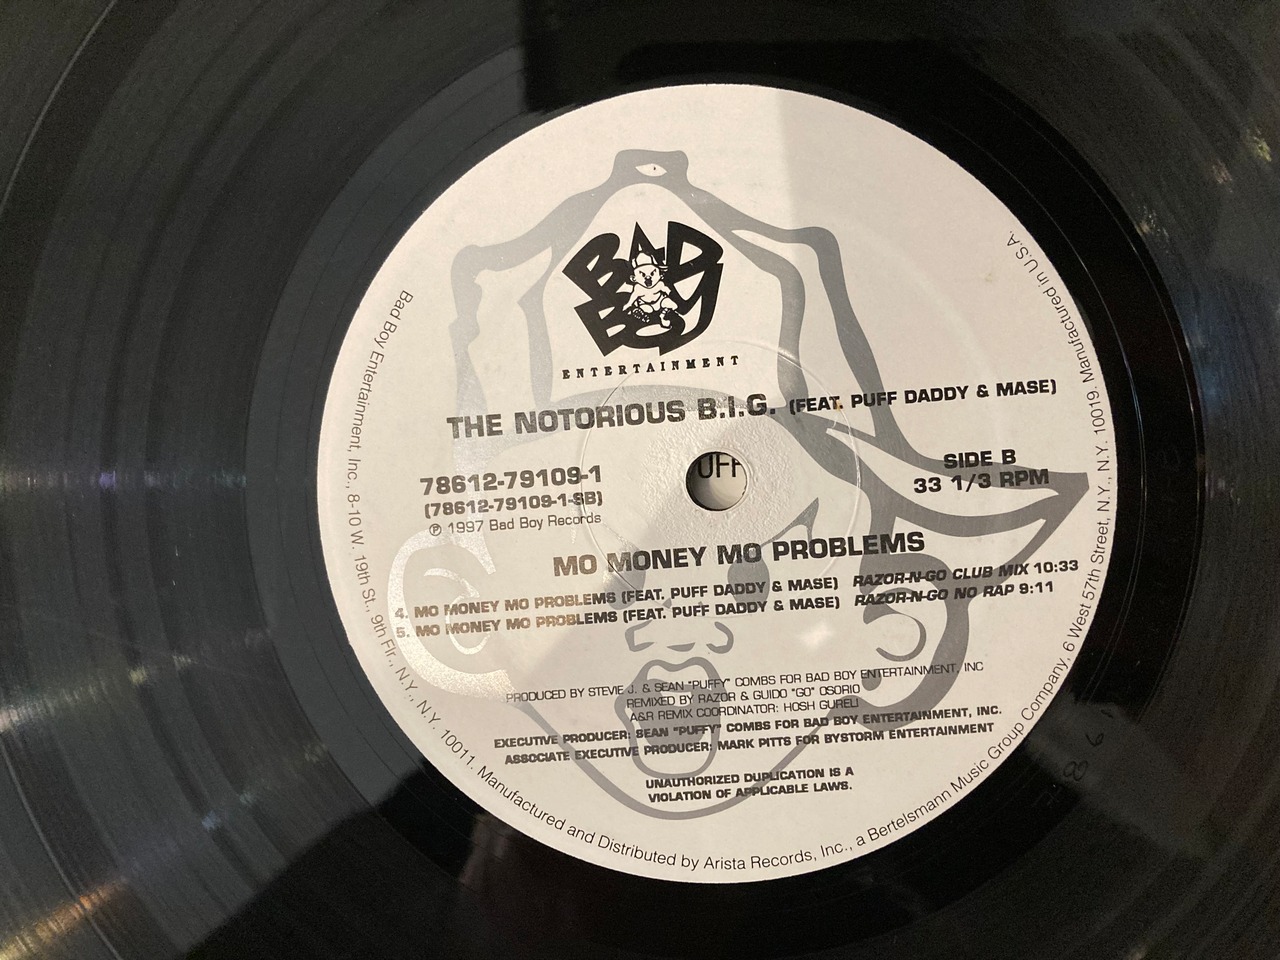 BAD
BOY
ENTERTAINMENT
THE NOTORIOUS B.I.G. (FEAT. PUFF DADDY & MASE)
78612-79109-1
(78612-79109-1-SB)
℗ 1997 Bad Boy Records
UFF
SIDE B
33 1/3 RPM
MO MONEY MO PROBLEMS
4. MO MONEY MO PROBLEMS (FEAT. PUFF DADDY & MASE) RAZOR-N-GO CLUB MIX 10:33
5. MO MONEY MO PROBLEMS (FEAT. PUFF DADDY & MASE) RAZOR-N-GO NO RAP 9:11
PRODUCED BY STEVIE J. & SEAN "PUFFY" COMBS FOR BAD BOY ENTERTAINMENT, INC
REMIXED BY RAZOR & GUIDO "GO" OSORIO
A&R REMIX COORDINATOR: HOSH GURELI
EXECUTIVE PRODUCER: SEAN "PUFFY" COMBS FOR BAD BOY ENTERTAINMENT, INC.
ASSOCIATE EXECUTIVE PRODUCER: MARK PITTS FOR BYSTORM ENTERTAINMENT
UNAUTHORIZED DUPLICATION IS A
VIOLATION OF APPLICABLE LAWS.
Bad Boy Entertainment, Inc., 8-10 W. 19th St., 9th Flr., N.Y., N.Y. 10011. Manufactured and Distributed by Arista Records, Inc., a Bertelsmann Music Group Company, 6 West 57th Street, N.Y., N.Y. 10019. Manufactured in U.S.A.